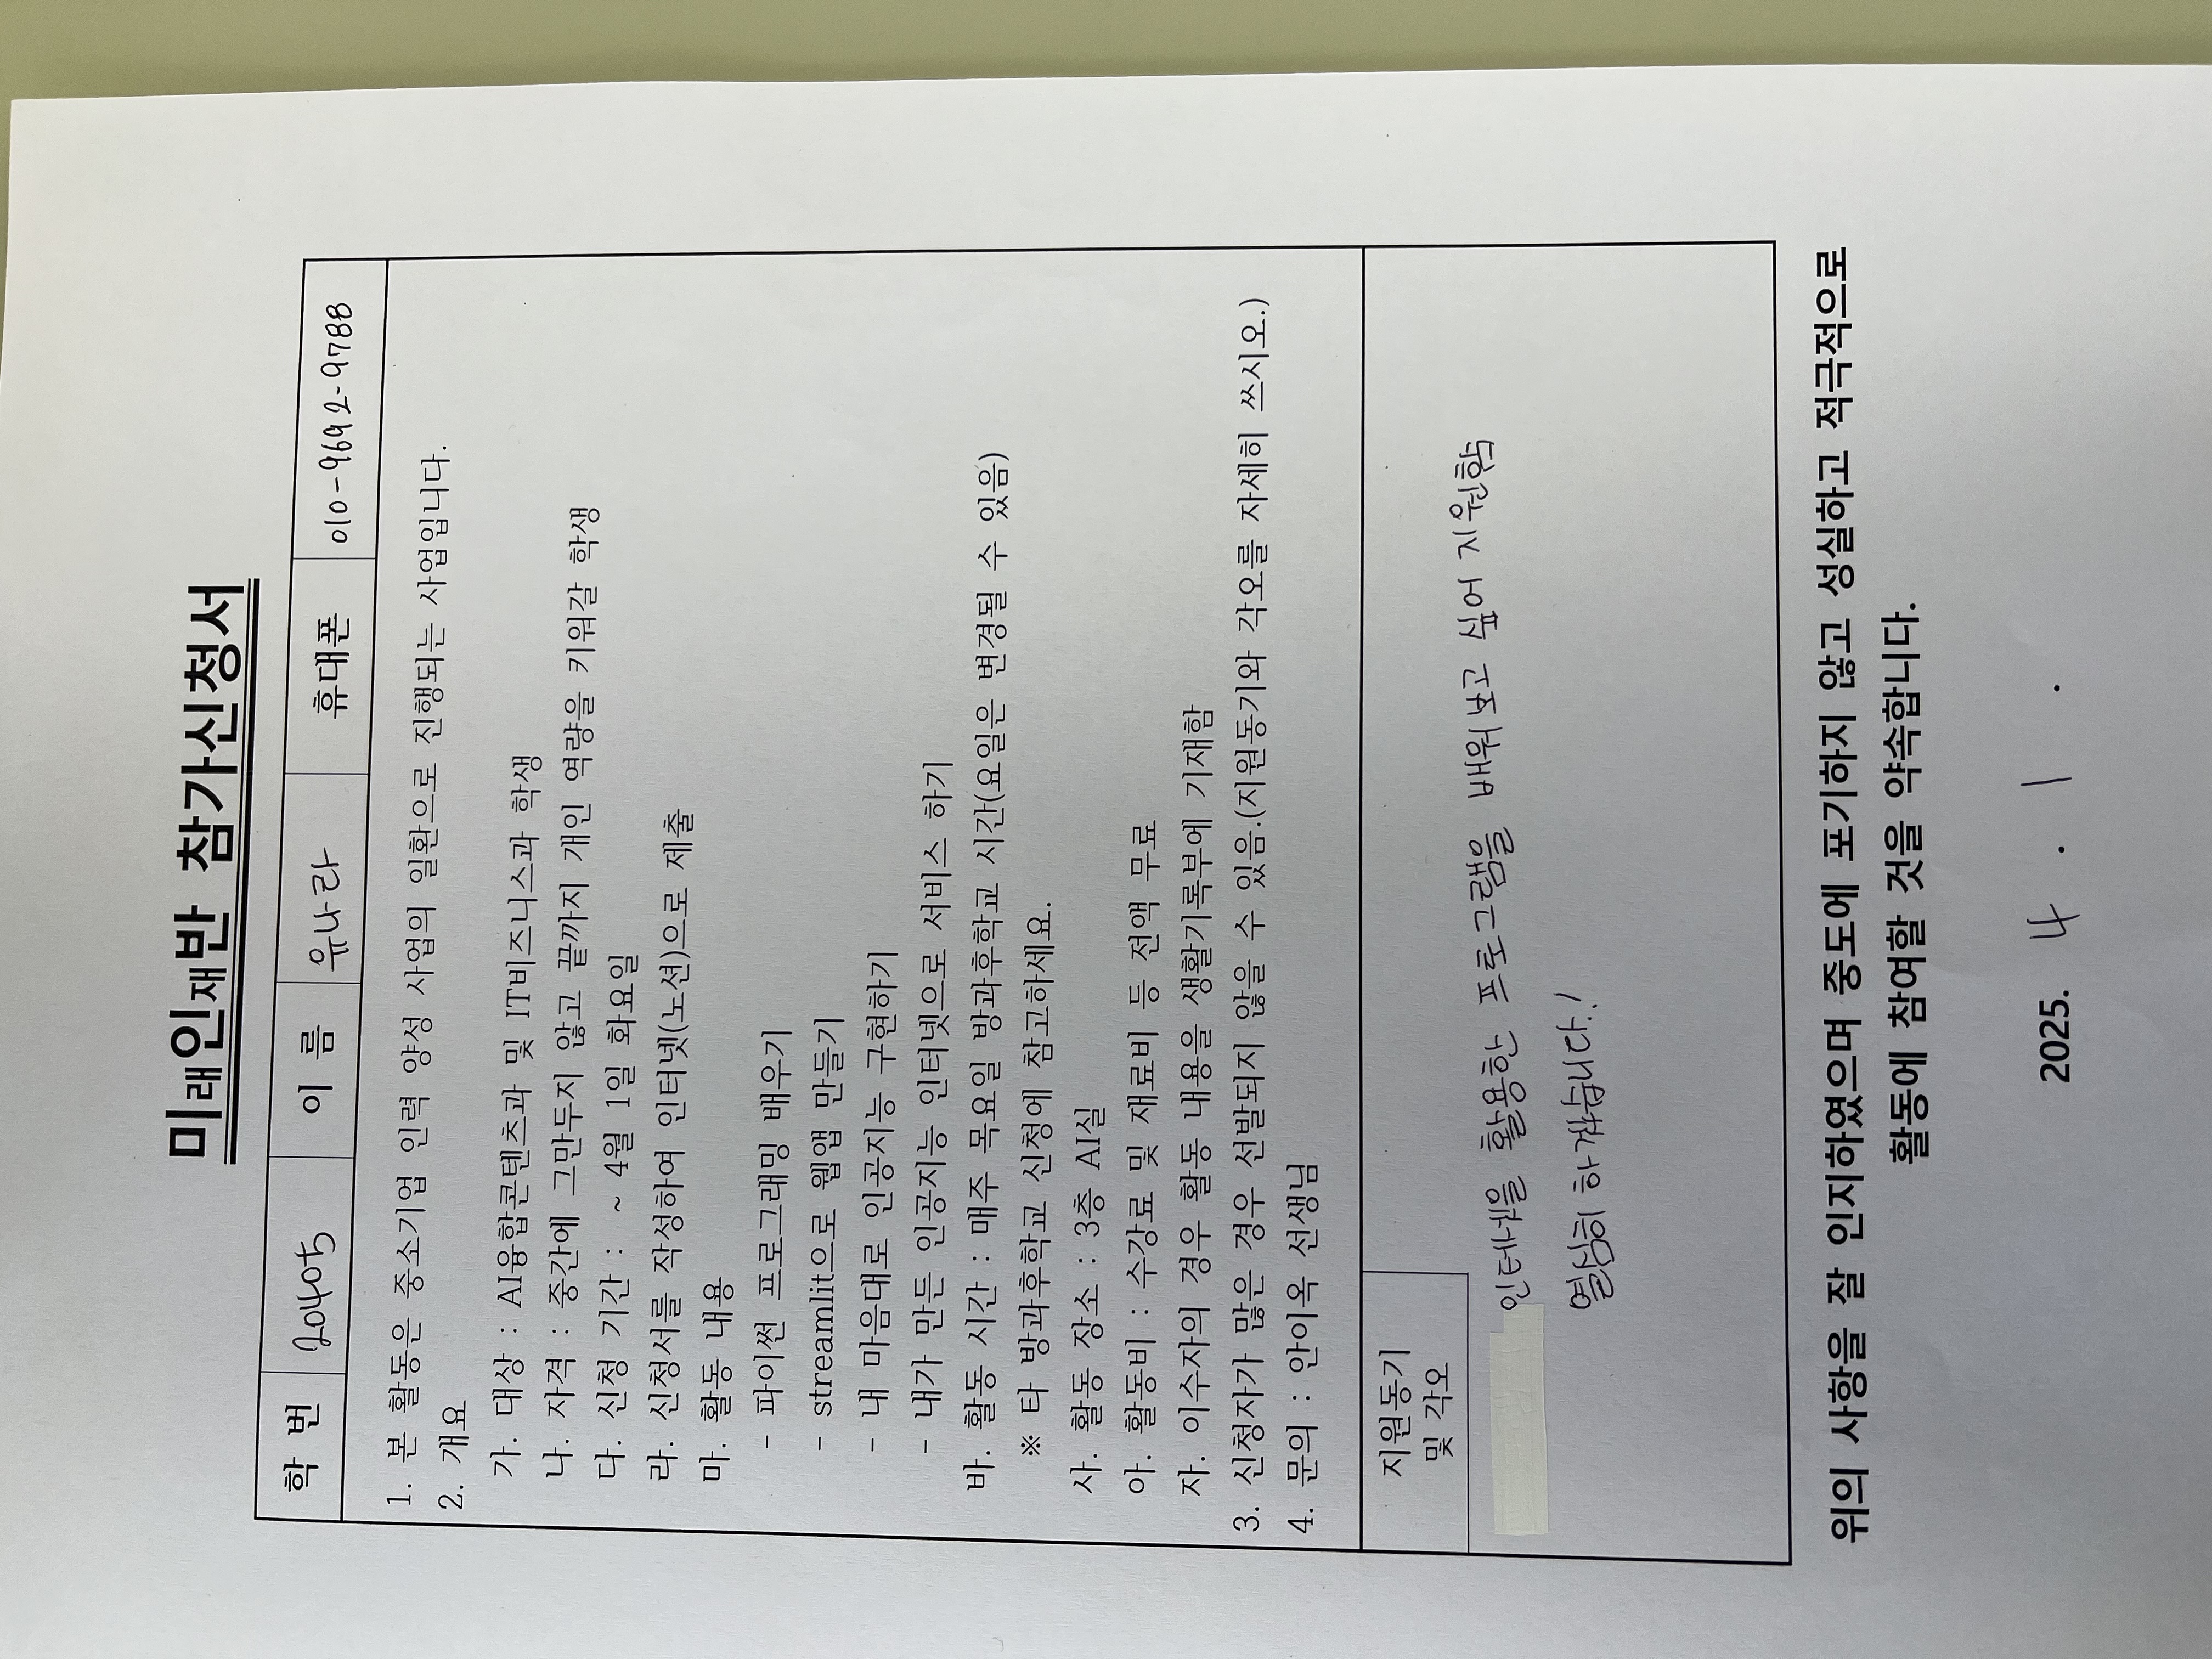 미래인재반 참가신청서
학 번 20405 이 름 유나라 휴대폰 010-9692-9788
1. 본 활동은 중소기업 인력 양성 사업의 일환으로 진행되는 사업입니다.
2. 개요
가. 대상 : AI융합콘텐츠과 및 IT비즈니스과 학생
나. 자격 : 중간에 그만두지 않고 끝까지 개인 역량을 키워갈 학생
다. 신청 기간 : ~ 4월 1일 화요일
라. 신청서를 작성하여 인터넷(노션)으로 제출
마. 활동 내용
- 파이썬 프로그래밍 배우기
- streamlit으로 웹앱 만들기
- 내 마음대로 인공지능 구현하기
- 내가 만든 인공지능 인터넷으로 서비스 하기
바. 활동 시간 : 매주 목요일 방과후학교 시간(요일은 변경될 수 있음)
※ 타 방과후학교 신청에 참고하세요.
사. 활동 장소 : 3층 AI실
아. 활동비 : 수강료 및 재료비 등 전액 무료
자. 이수자의 경우 활동 내용을 생활기록부에 기재함
3. 신청자가 많은 경우 선발되지 않을 수 있음.(지원동기와 각오를 자세히 쓰시오.)
4. 문의 : 안이옥 선생님
지원동기
및 각오
활용한 프로그램을 배워보고 싶어
열심히 하겠습니다.!
위의 사항을 잘 인지하였으며 중도에 포기하지 않고 성실하고 적극적으로
활동에 참여할 것을 약속합니다.
2025. 4 . 1 .